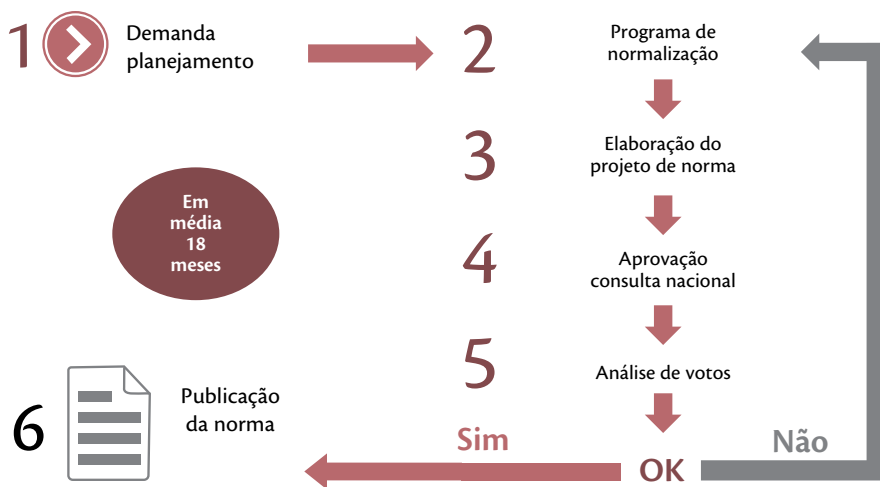 1
Demanda
planejamento
2
Programa de
normalização
3
Elaboração do
projeto de norma
Em
média
18
meses
4
Aprovação
consulta nacional
5
Análise de votos
6
Publicação
da norma
Sim
OK
Não